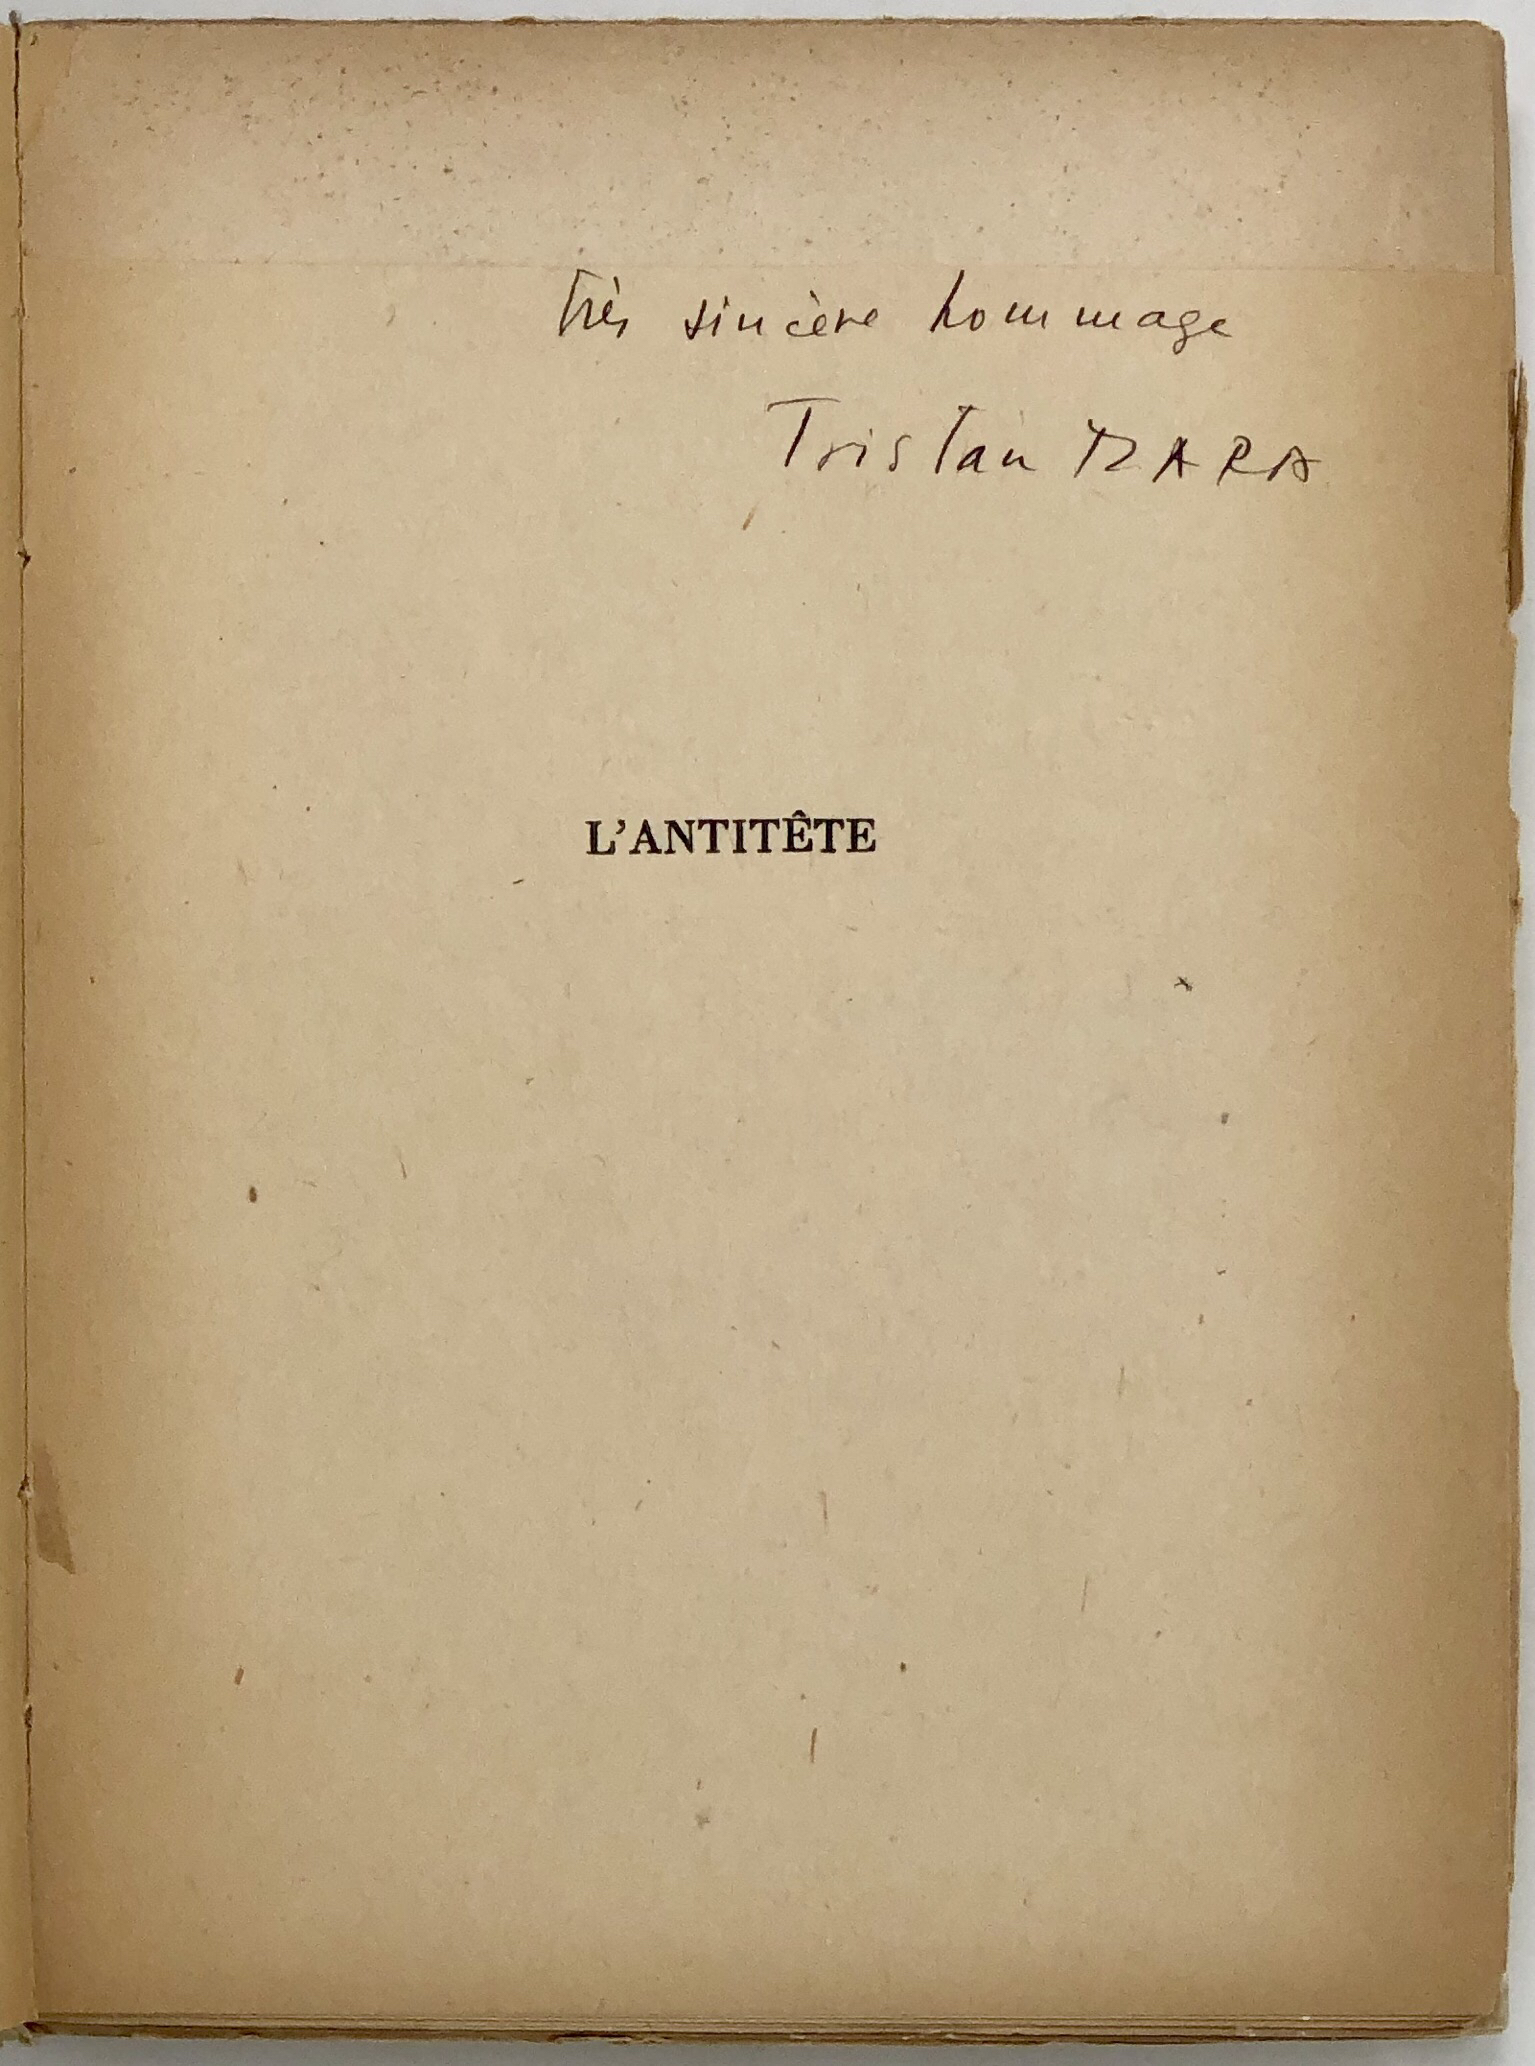 très sincère hommage
Tristan TZARA
L'ANTITÊTE